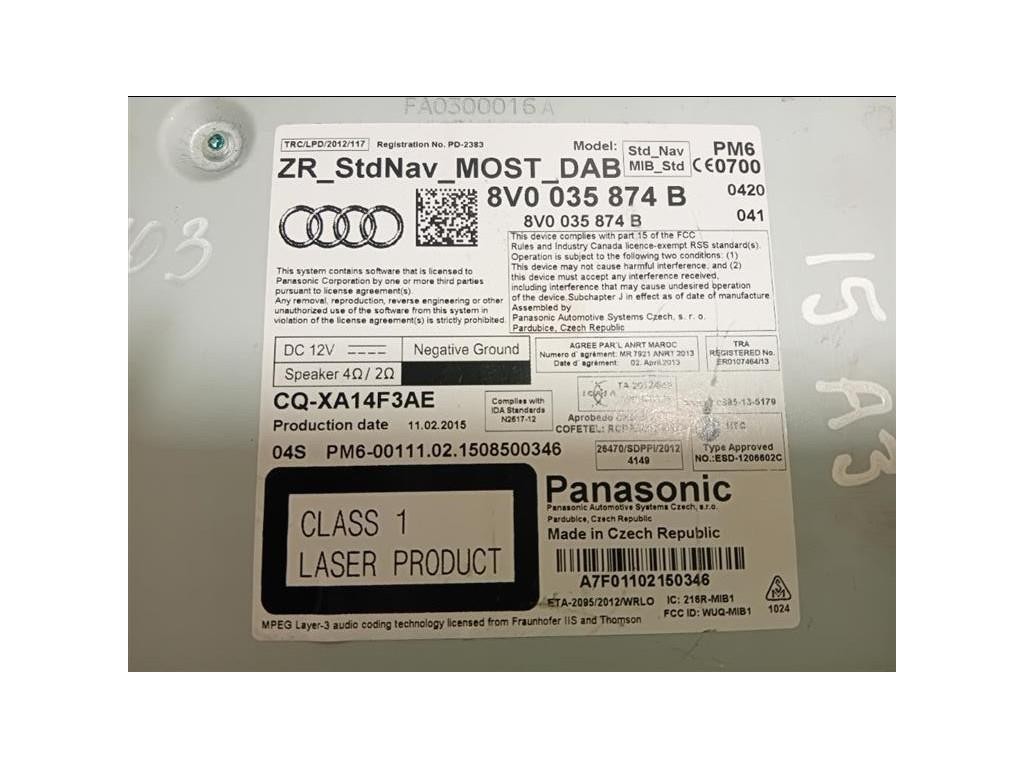 FA0300016A
TRC/LPD/2012/117 Registration No. PD-2383 Model: Std_Nav MIB_Std PM6
ZR_StdNav_MOST_DAB CE0700
8V0 035 874 B 0420
8V0 035 874 B 041
This device complies with part 15 of the FCC
Rules and Industry Canada licence-exempt RSS standard(s).
Operation is subject to the following two conditions: (1)
This device may not cause harmful interference, and (2)
this device must accept any interference received,
including interference that may cause undesired operation
of the device.Subchapter J in effect as of date of manufacture
Assembled by
Panasonic Automotive Systems Czech, s. r. o.
Pardubice, Czech Republic
This system contains software that is licensed to
Panasonic Corporation by one or more third parties
pursuant to license agreement(s).
Any removal, reproduction, reverse engineering or other
unauthorized use of the software from this system in
violation of the license agreement(s) is strictly prohibited.
DC 12V Negative Ground
Speaker 4Ω/ 2Ω
AGREE PAR'L ANRT MAROC
Numero d'agrément: MR 7921 ANRT 2013
Date d'agrément: 02. April.2013
TRA
REGISTERED No.
ER0107464/13
CQ-XA14F3AE
Production date 11.02.2015
Complies with
IDA Standards
N2617-12
Aprobedo
COFETEL:
04S PM6-00111.02.1508500346
26470/SDPPI/2012
4149
Type Approved
NO.:ESD-1206602C
CLASS 1
LASER PRODUCT
Panasonic
Panasonic Automotive Systems Czech, s.r.o.
Pardubice, Czech Republic
Made in Czech Republic
A7F01102150346
ETA-2095/2012/WRLO IC: 216R-MIB1
FCC ID: WUQ-MIB1
1024
MPEG Layer-3 audio coding technology licensed from Fraunhofer IIS and Thomson
15 A3